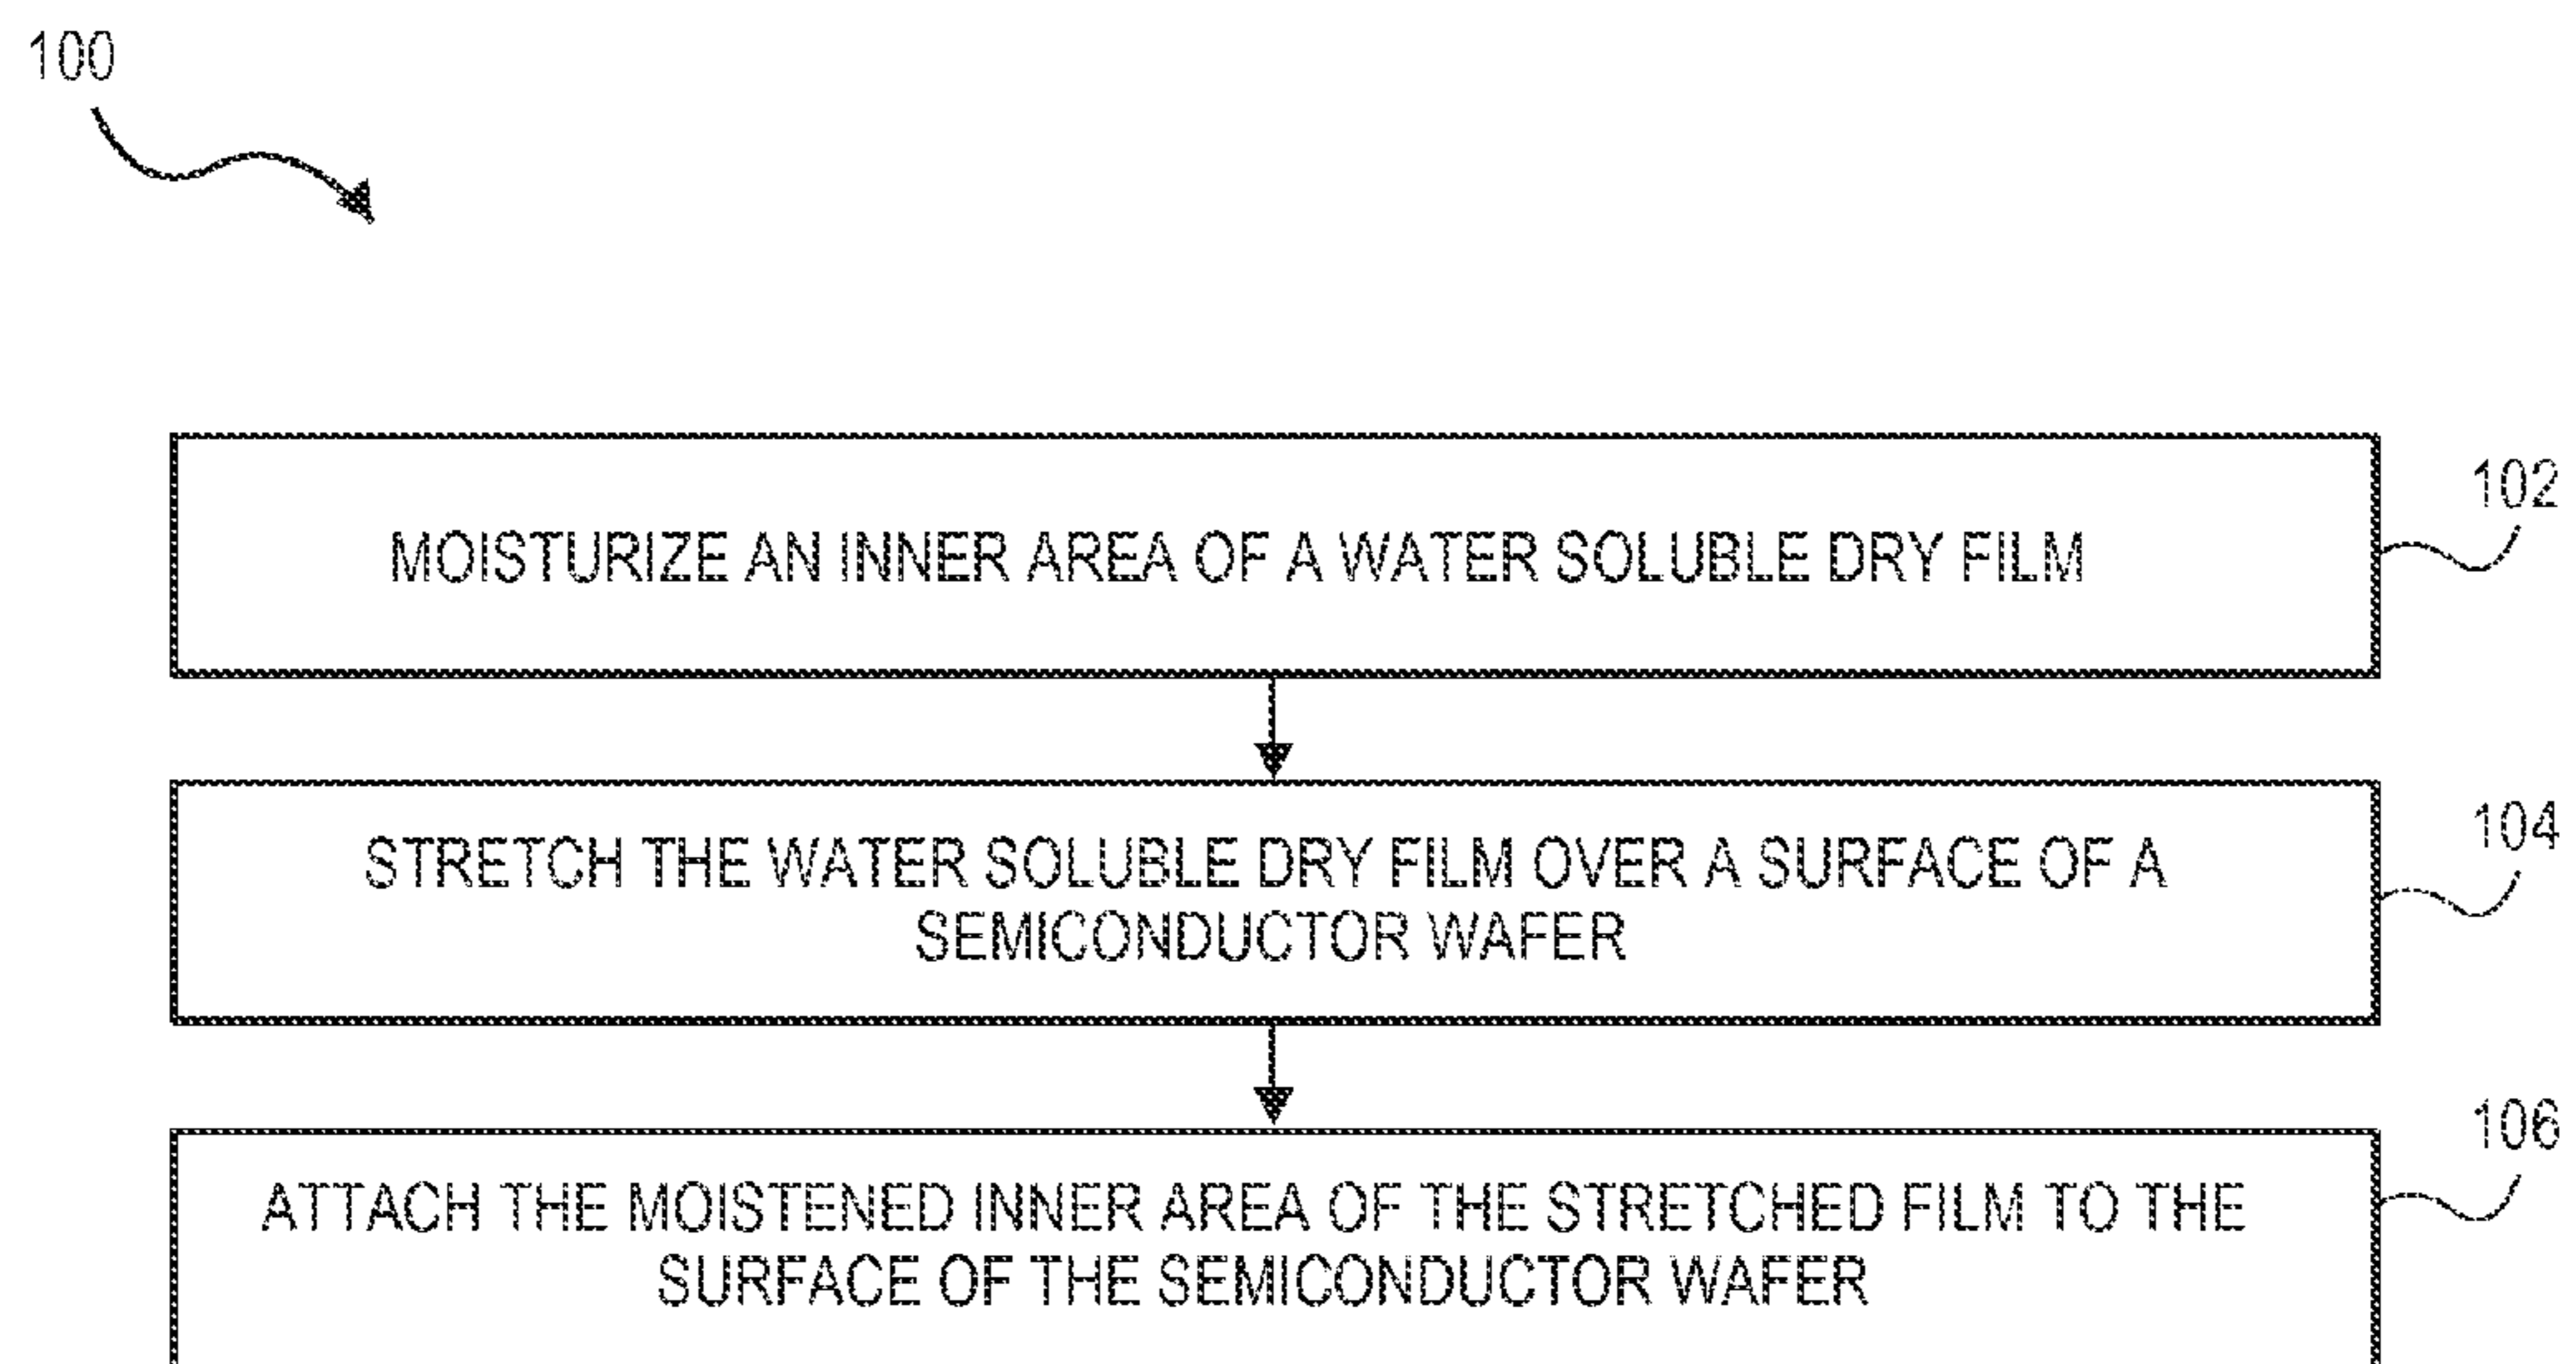 100
102
MOISTURIZE AN INNER AREA OF A WATER SOLUBLE DRY FILM
104
STRETCH THE WATER SOLUBLE DRY FILM OVER A SURFACE OF A
SEMICONDUCTOR WAFER
106
ATTACH THE MOISTENED INNER AREA OF THE STRETCHED FILM TO THE
SURFACE OF THE SEMICONDUCTOR WAFER